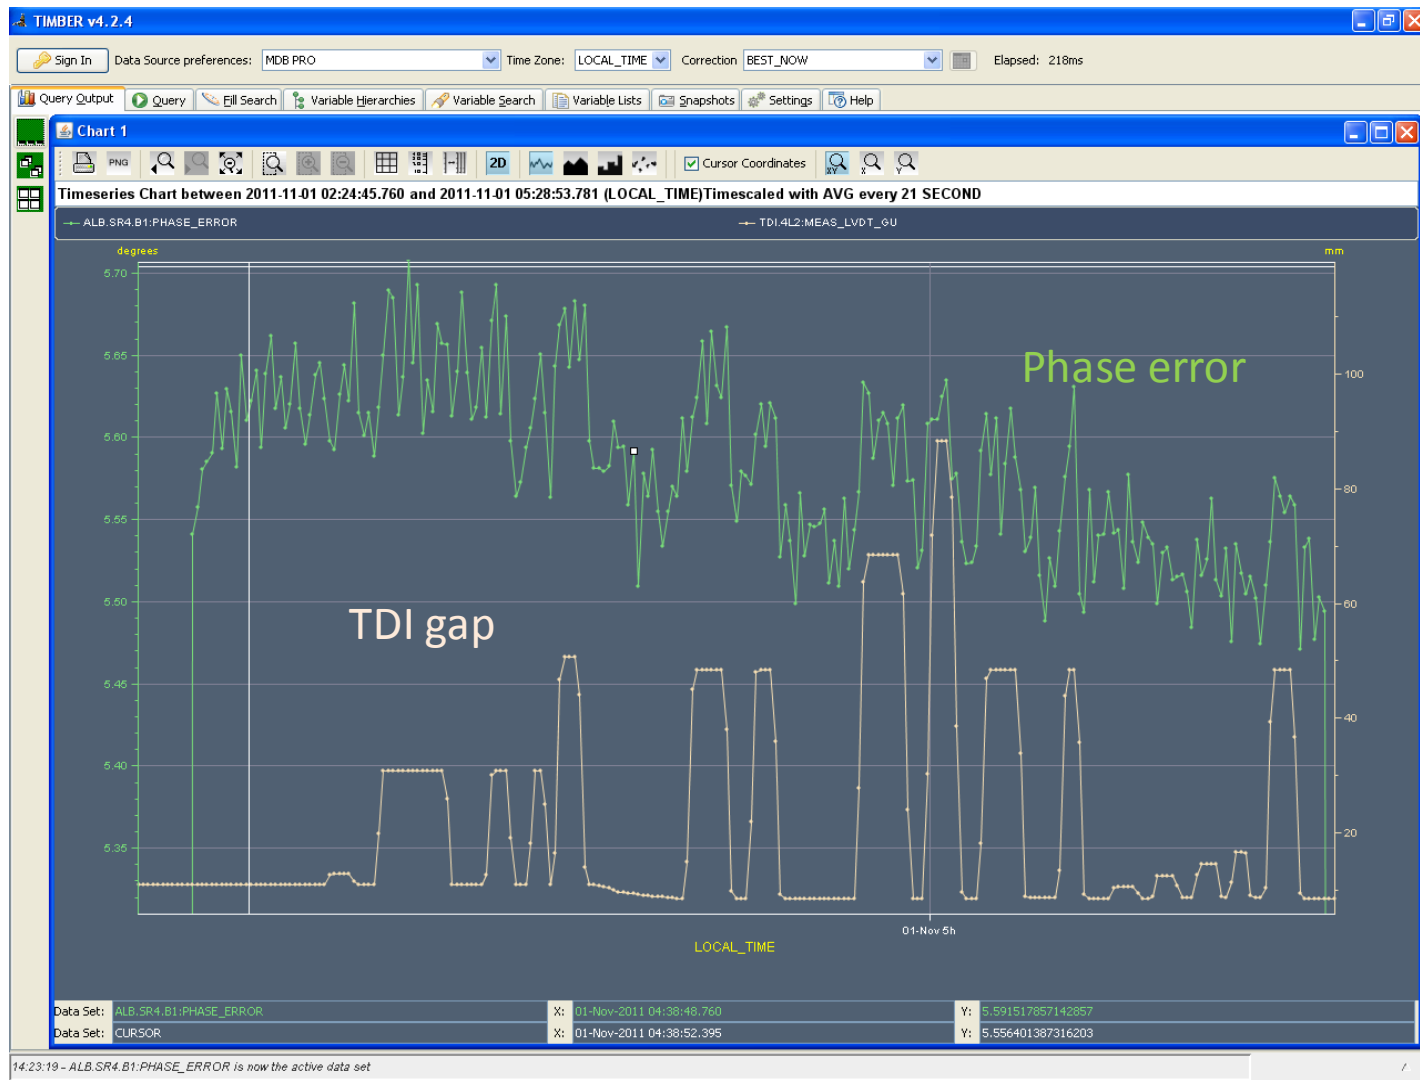 TIMBER v4.2.4
Sign In Data Source preferences: MDB PRO Time Zone: LOCAL_TIME Correction BEST_NOW Elapsed: 218ms
Query Output Query Fill Search Variable Hierarchies Variable Search Variable Lists Snapshots Settings Help
Chart 1
PNG 2D Cursor Coordinates XY X Y
Timeseries Chart between 2011-11-01 02:24:45.760 and 2011-11-01 05:28:53.781 (LOCAL_TIME)Timescaled with AVG every 21 SECOND
ALB.SR4.B1:PHASE_ERROR TDI.4L2:MEAS_LVDT_GU
degrees mm
5.70
5.65
Phase error
100
5.60
80
5.55
5.50 60
TDI gap
5.45
40
5.40
20
5.35
01-Nov 5h
LOCAL_TIME
Data Set: ALB.SR4.B1:PHASE_ERROR X: 01-Nov-2011 04:38:48.760 Y: 5.591517857142857
Data Set: CURSOR X: 01-Nov-2011 04:38:52.395 Y: 5.556401387316203
14:23:19 - ALB.SR4.B1:PHASE_ERROR is now the active data set